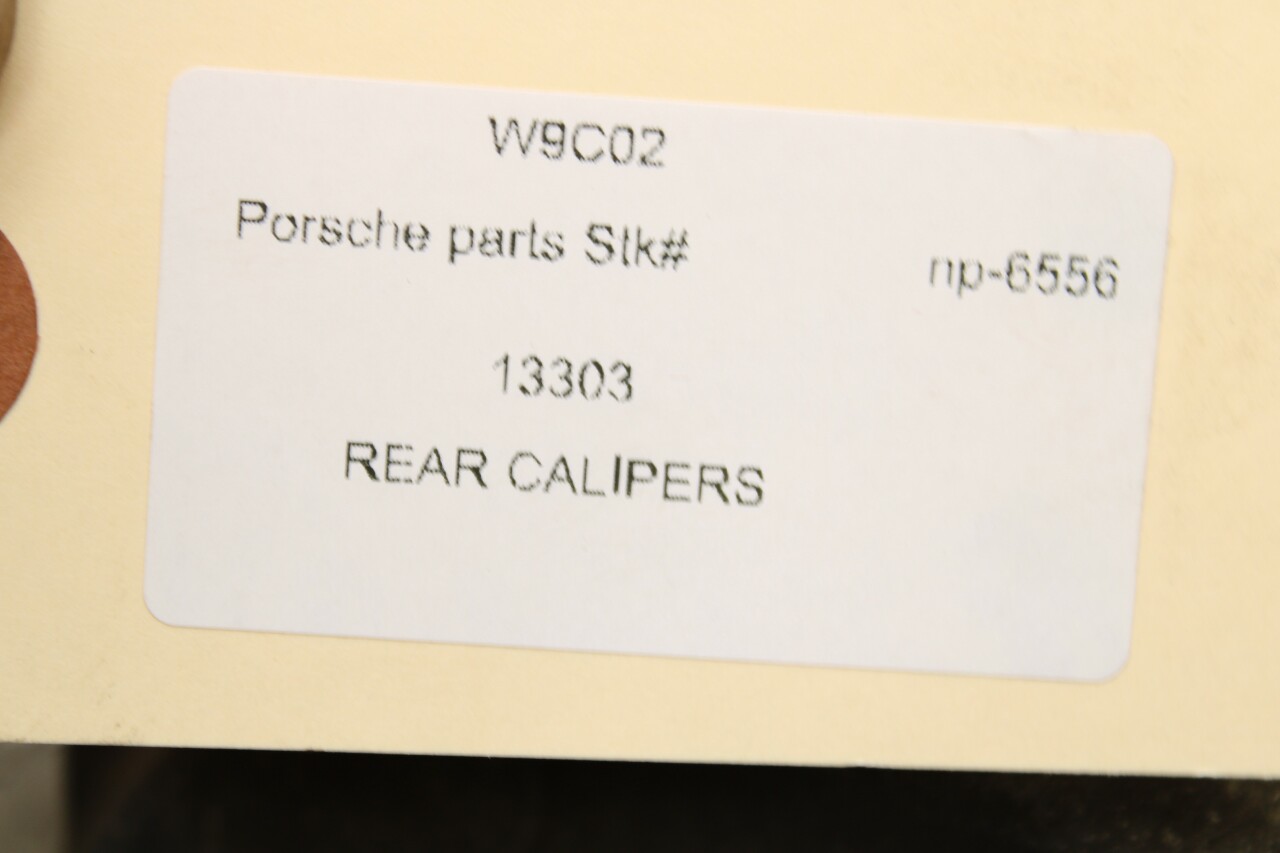 W9C02
Porsche parts Stk# np-6556
13303
REAR CALIPERS